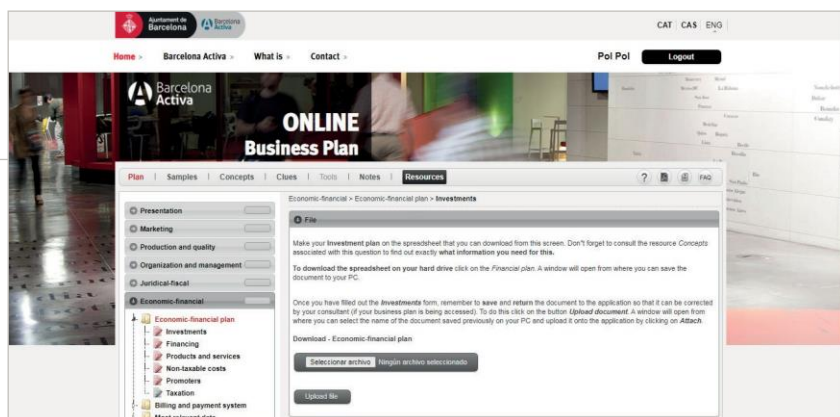 Ajuntament de
Barcelona
Barcelona
Activa
CAT CAS ENG
Home » Barcelona Activa » What is » Contact »
Pol Pol Logout
Barcelona
Activa
ONLINE
Business Plan
Plan | Samples | Concepts | Clues | Tools | Notes | Resources
? FAQ
Economic-financial > Economic-financial plan > Investments
Presentation
Marketing
Production and quality
Organization and management
Juridical-fiscal
Economic-financial
Economic-financial plan
Investments
Financing
Products and services
Non-taxable costs
Promoters
Taxation
Billing and payment system
Most relevant data
File
Make your Investment plan on the spreadsheet that you can download from this screen. Don"t forget to consult the resource Concepts
associated with this question to find out exactly what information you need for this.
To download the spreadsheet on your hard drive click on the Financial plan. A window will open from where you can save the
document to your PC.
Once you have filled out the Investments form, remember to save and return the document to the application so that it can be corrected
by your consultant (if your business plan is being accessed). To do this click on the button Upload document. A window will open from
where you can select the name of the document saved previously on your PC and upload it onto the application by clicking on Attach.
Download - Economic-financial plan
Seleccionar archivo Ningún archivo seleccionado
Upload file